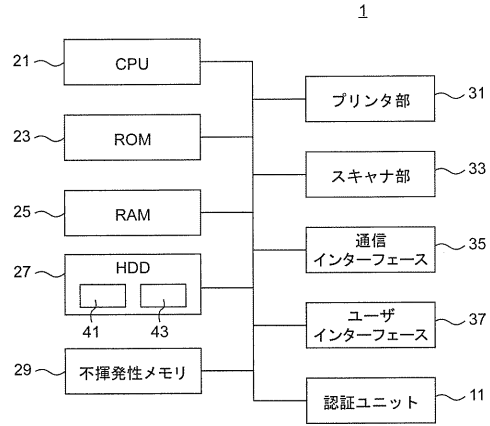 1
21
CPU
23
ROM
25
RAM
27
HDD
41
43
29
不揮発性メモリ
プリンタ部
31
スキャナ部
33
通信
インターフェース
35
ユーザ
インターフェース
37
認証ユニット
11